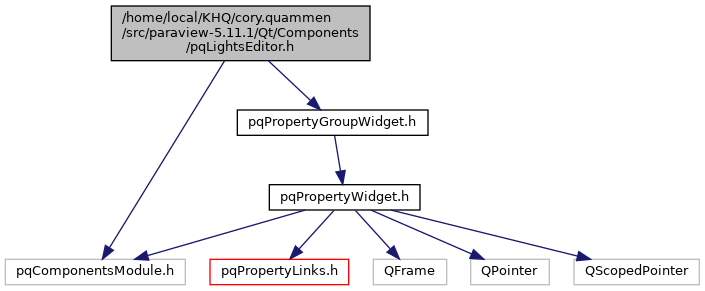 /home/local/KHQ/cory.quammen
/src/paraview-5.11.1/Qt/Components
/pqLightsEditor.h
pqPropertyGroupWidget.h
pqPropertyWidget.h
pqComponentsModule.h
pqPropertyLinks.h
QFrame
QPointer
QScopedPointer